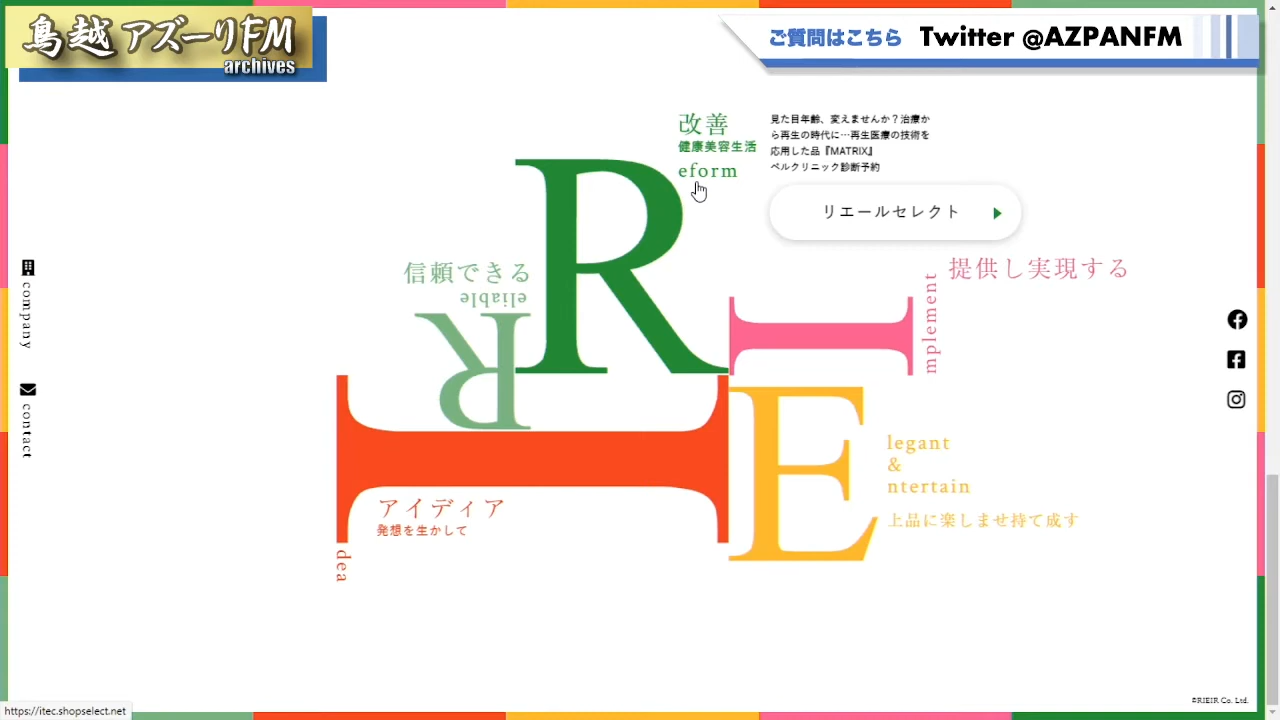 鳥越 アズーリFM
archives
ご質問はこちら Twitter @AZPANFM
改善
健康美容生活
eform
見た目年齢、変えませんか？治療か
ら再生の時代に…再生医療の技術を
応用した品『MATRIX』
ベルクリニック診断予約
リエールセレクト
R
信頼できる
eliable
R
提供し実現する
mplement
I
company
contact
アイディア
発想を生かして
I
dea
E
legant
&
ntertain
上品に楽しませ持て成す
©RIEIR Co. Ltd.
https://itec.shopselect.net